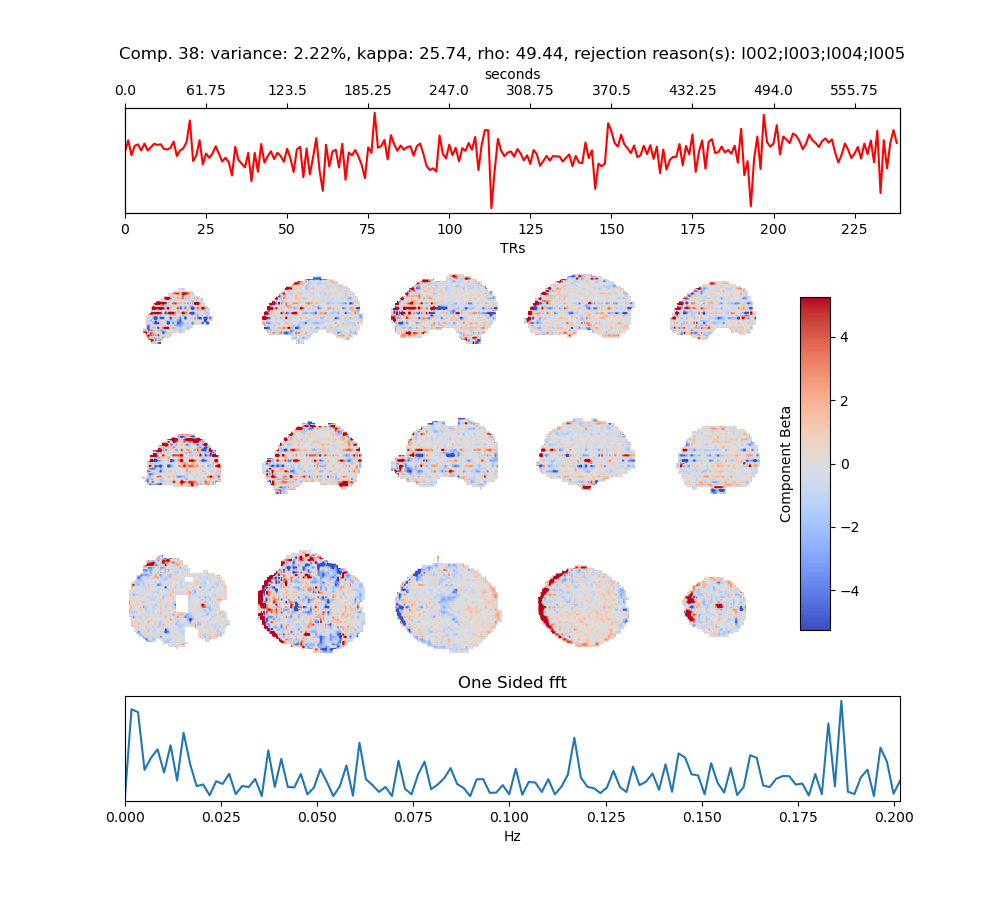 Comp. 38: variance: 2.22%, kappa: 25.74, rho: 49.44, rejection reason(s): I002;I003;I004;I005
seconds
0.0 61.75 123.5 185.25 247.0 308.75 370.5 432.25 494.0 555.75
0 25 50 75 100 125 150 175 200 225
TRs
4
2
0
−2
−4
Component Beta
One Sided fft
0.000 0.025 0.050 0.075 0.100 0.125 0.150 0.175 0.200
Hz